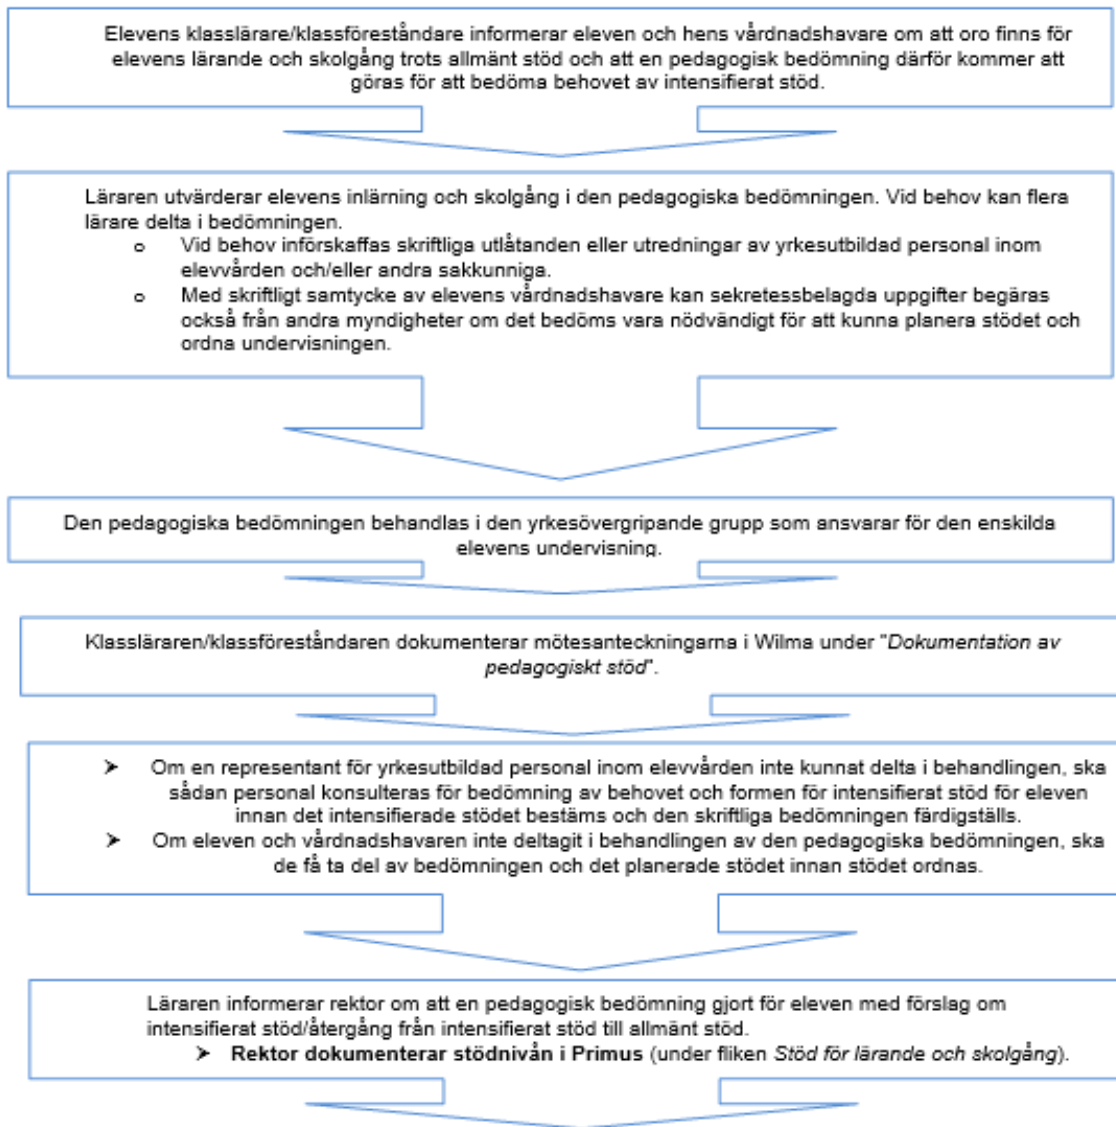 Elevens klasslärare/klassföreståndare informerar eleven och hens vårdnadshavare om att oro finns för
elevens lärande och skolgång trots allmänt stöd och att en pedagogisk bedömning därför kommer att
göras för att bedöma behovet av intensifierat stöd.
Läraren utvärderar elevens inlärning och skolgång i den pedagogiska bedömningen. Vid behov kan flera
lärare delta i bedömningen.
o Vid behov införskaffas skriftliga utlåtanden eller utredningar av yrkesutbildad personal inom
elevvården och/eller andra sakkunniga.
o Med skriftligt samtycke av elevens vårdnadshavare kan sekretessbelagda uppgifter begäras
också från andra myndigheter om det bedöms vara nödvändigt för att kunna planera stödet och
ordna undervisningen.
Den pedagogiska bedömningen behandlas i den yrkesövergripande grupp som ansvarar för den enskilda
elevens undervisning.
Klassläraren/klassföreståndaren dokumenterar mötesanteckningarna i Wilma under "Dokumentation av
pedagogiskt stöd".
➤ Om en representant för yrkesutbildad personal inom elevvården inte kunnat delta i behandlingen, ska
sådan personal konsulteras för bedömning av behovet och formen för intensifierat stöd för eleven
innan det intensifierade stödet bestäms och den skriftliga bedömningen färdigställs.
➤ Om eleven och vårdnadshavaren inte deltagit i behandlingen av den pedagogiska bedömningen, ska
de få ta del av bedömningen och det planerade stödet innan stödet ordnas.
Läraren informerar rektor om att en pedagogisk bedömning gjort för eleven med förslag om
intensifierat stöd/återgång från intensifierat stöd till allmänt stöd.
➤ Rektor dokumenterar stödnivån i Primus (under fliken Stöd för lärande och skolgång).